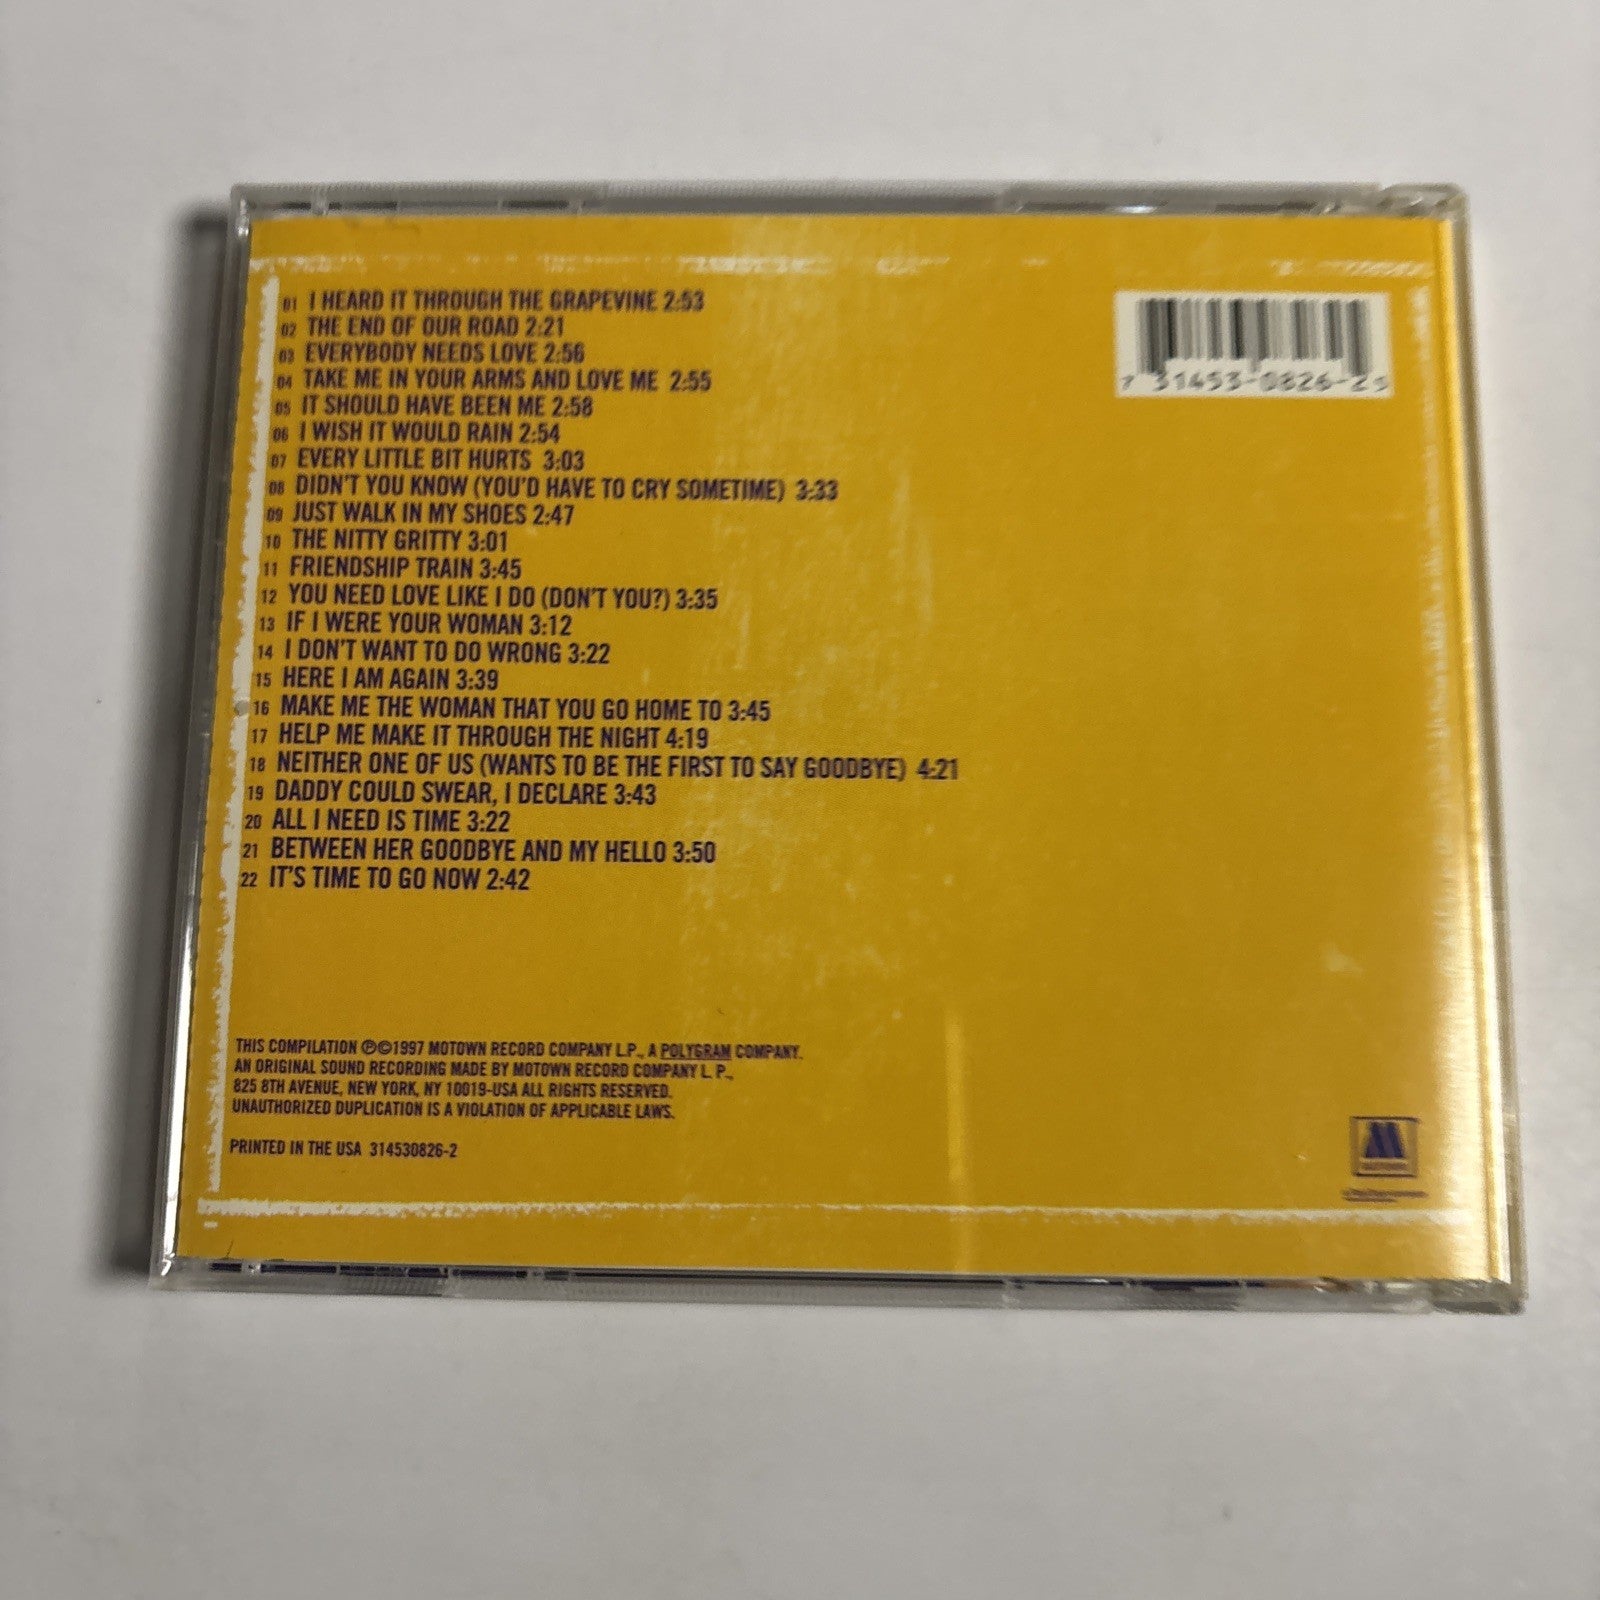 01 I HEARD IT THROUGH THE GRAPEVINE 2:53
02 THE END OF OUR ROAD 2:21
03 EVERYBODY NEEDS LOVE 2:56
04 TAKE ME IN YOUR ARMS AND LOVE ME 2:55
05 IT SHOULD HAVE BEEN ME 2:58
06 I WISH IT WOULD RAIN 2:54
07 EVERY LITTLE BIT HURTS 3:03
08 DIDN'T YOU KNOW (YOU'D HAVE TO CRY SOMETIME) 3:33
09 JUST WALK IN MY SHOES 2:47
10 THE NITTY GRITTY 3:01
11 FRIENDSHIP TRAIN 3:45
12 YOU NEED LOVE LIKE I DO (DON'T YOU?) 3:35
13 IF I WERE YOUR WOMAN 3:12
14 I DON'T WANT TO DO WRONG 3:22
15 HERE I AM AGAIN 3:39
16 MAKE ME THE WOMAN THAT YOU GO HOME TO 3:45
17 HELP ME MAKE IT THROUGH THE NIGHT 4:19
18 NEITHER ONE OF US (WANTS TO BE THE FIRST TO SAY GOODBYE) 4:21
19 DADDY COULD SWEAR, I DECLARE 3:43
20 ALL I NEED IS TIME 3:22
21 BETWEEN HER GOODBYE AND MY HELLO 3:50
22 IT'S TIME TO GO NOW 2:42
7 31453-0826-2 5
THIS COMPILATION ℗©1997 MOTOWN RECORD COMPANY L.P., A POLYGRAM COMPANY.
AN ORIGINAL SOUND RECORDING MADE BY MOTOWN RECORD COMPANY L. P.,
825 8TH AVENUE, NEW YORK, NY 10019-USA ALL RIGHTS RESERVED.
UNAUTHORIZED DUPLICATION IS A VIOLATION OF APPLICABLE LAWS.
PRINTED IN THE USA 314530826-2
M
MOTOWN